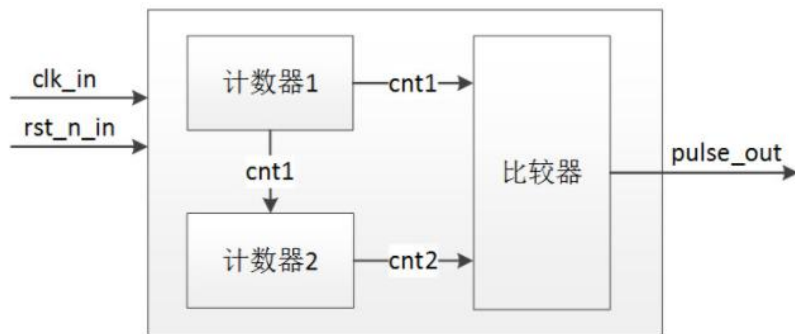 clk_in
rst_n_in
计数器1
cnt1
cnt1
计数器2
cnt2
比较器
pulse_out